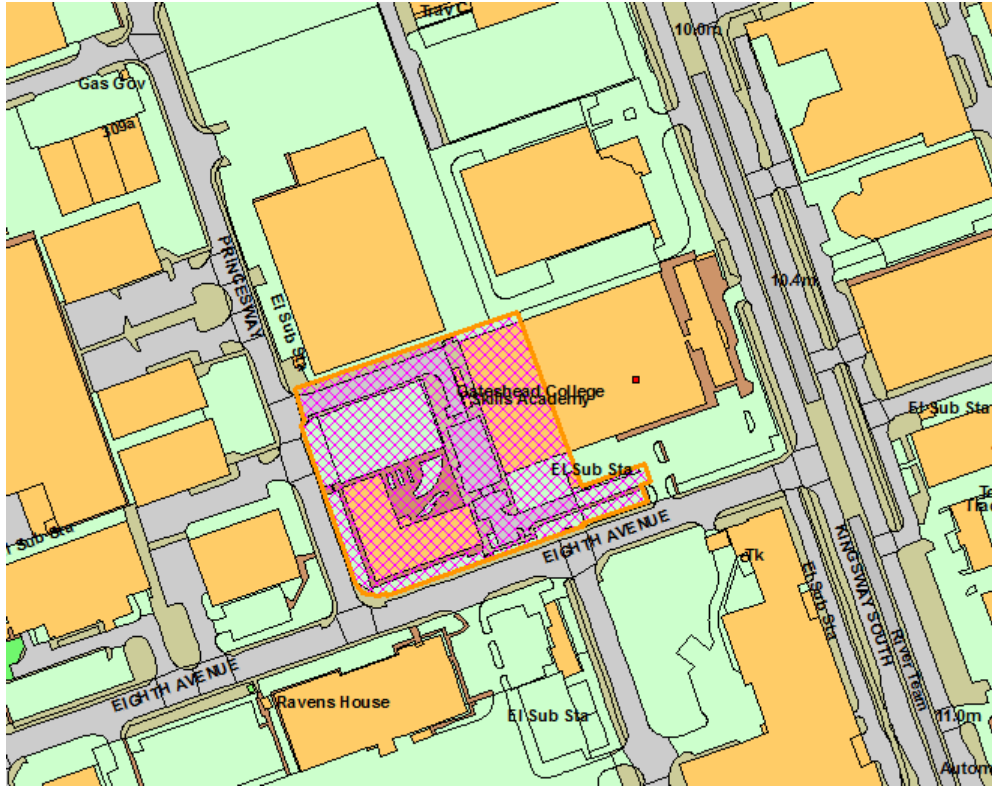 Trav C
10.0m
Gas Gov
309a
PRINCESWAY
El Sub Sta
10.4m
Gateshead College
Skills Academy
El Sub Sta
El Sub Sta
l Sub Sta
EIGHTH AVENUE
Tk
El Sub Sta
KINGSWAY SOUTH
River Team
EIGHTH AVENUE
Ravens House
El Sub Sta
11.0m
Autom